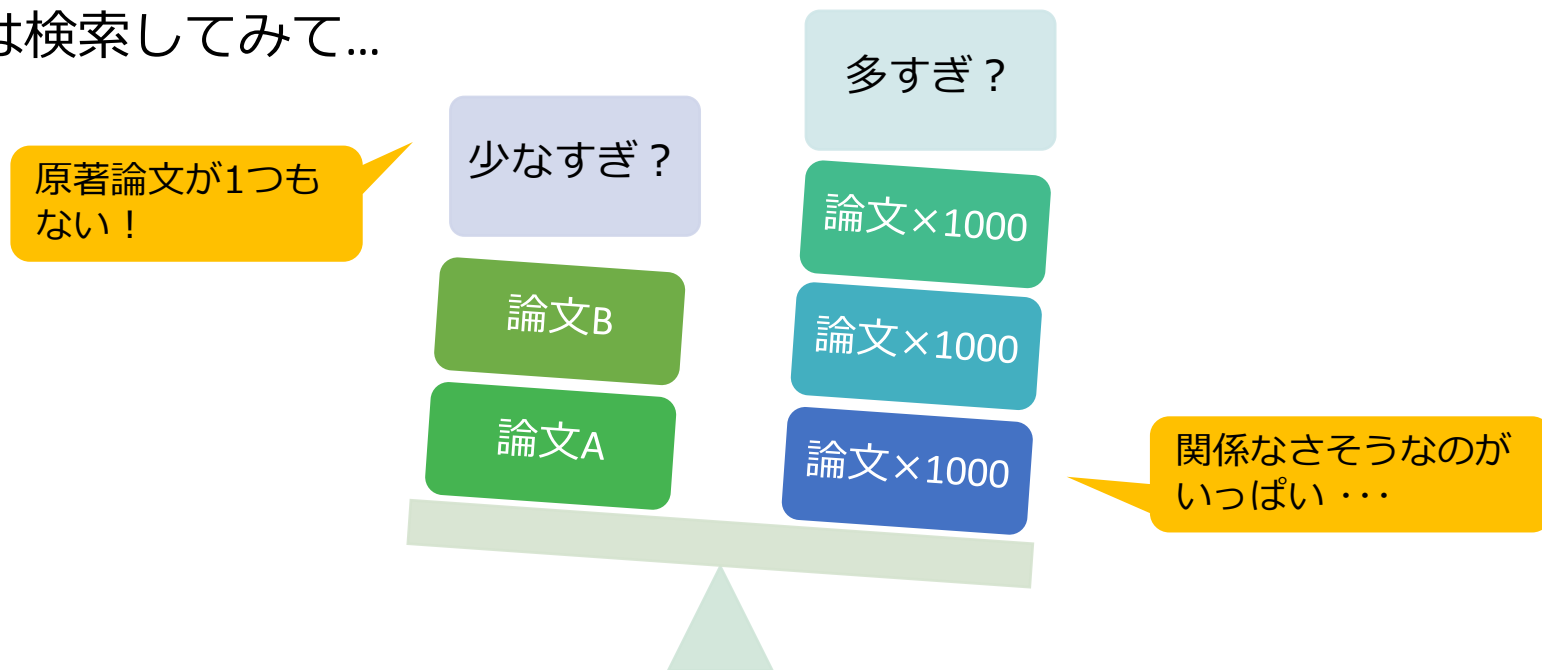 は検索してみて…
多すぎ？
少なすぎ？
原著論文が1つも
ない！
論文×1000
論文B
論文×1000
論文A
論文×1000
関係なさそうなのが
いっぱい ･･･